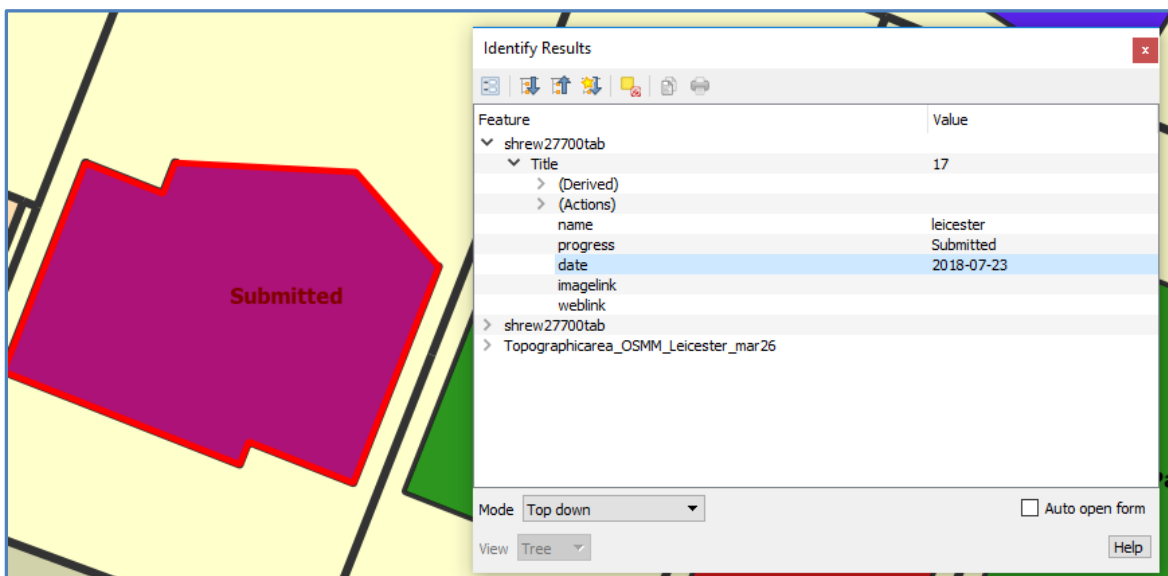 Identify Results
x
Feature Value
shrew27700tab
Title 17
(Derived)
(Actions)
name leicester
progress Submitted
date 2018-07-23
imagelink
weblink
shrew27700tab
Topographicarea_OSMM_Leicester_mar26
Submitted
Mode Top down Auto open form
View Tree Help